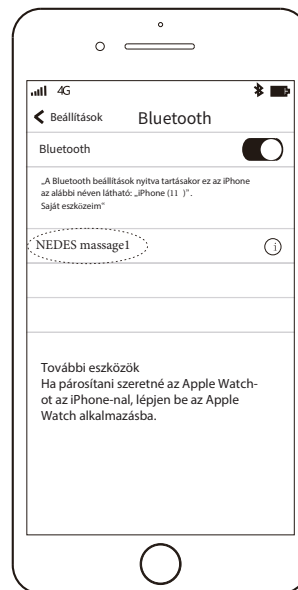 4G
Beállítások
Bluetooth
Bluetooth
„A Bluetooth beállítások nyitva tartásakor ez az iPhone
az alábbi néven látható: „iPhone (11 )".
Saját eszközeim"
NEDES massage1
i
További eszközök
Ha párosítani szeretné az Apple Watch-
ot az iPhone-nal, lépjen be az Apple
Watch alkalmazásba.